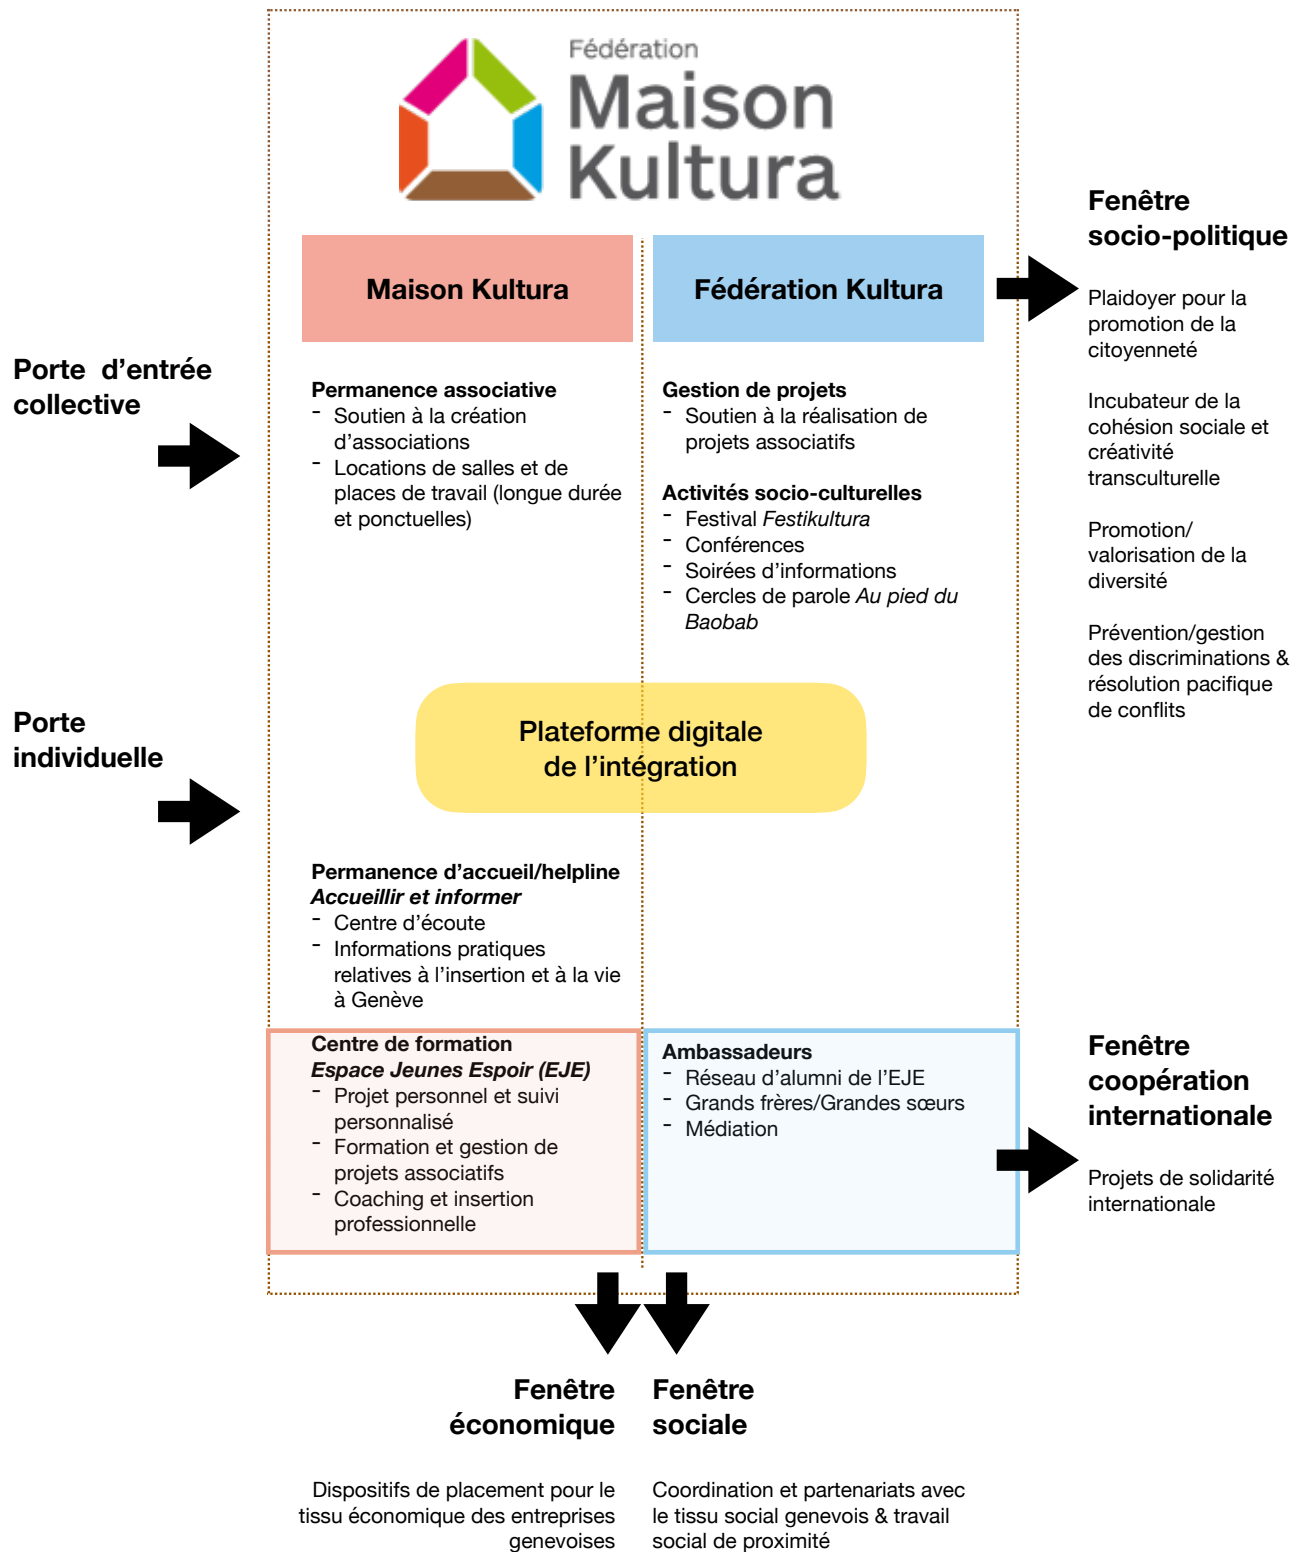 Fédération
Maison
Kultura
Maison Kultura
Fédération Kultura
Porte d’entrée
collective
Permanence associative
- Soutien à la création
d’associations
- Locations de salles et de
places de travail (longue durée
et ponctuelles)
Gestion de projets
- Soutien à la réalisation de
projets associatifs
Activités socio-culturelles
- Festival Festikultura
- Conférences
- Soirées d’informations
- Cercles de parole Au pied du
Baobab
Fenêtre
socio-politique
Plaidoyer pour la
promotion de la
citoyenneté
Incubateur de la
cohésion sociale et
créativité
transculturelle
Promotion/
valorisation de la
diversité
Prévention/gestion
des discriminations &
résolution pacifique
de conflits
Porte
individuelle
Plateforme digitale
de l’intégration
Permanence d’accueil/helpline
Accueillir et informer
- Centre d’écoute
- Informations pratiques
relatives à l’insertion et à la vie
à Genève
Centre de formation
Espace Jeunes Espoir (EJE)
- Projet personnel et suivi
personnalisé
- Formation et gestion de
projets associatifs
- Coaching et insertion
professionnelle
Ambassadeurs
- Réseau d’alumni de l’EJE
- Grands frères/Grandes sœurs
- Médiation
Fenêtre
coopération
internationale
Projets de solidarité
internationale
Fenêtre
économique
Dispositifs de placement pour le
tissu économique des entreprises
genevoises
Fenêtre
sociale
Coordination et partenariats avec
le tissu social genevois & travail
social de proximité